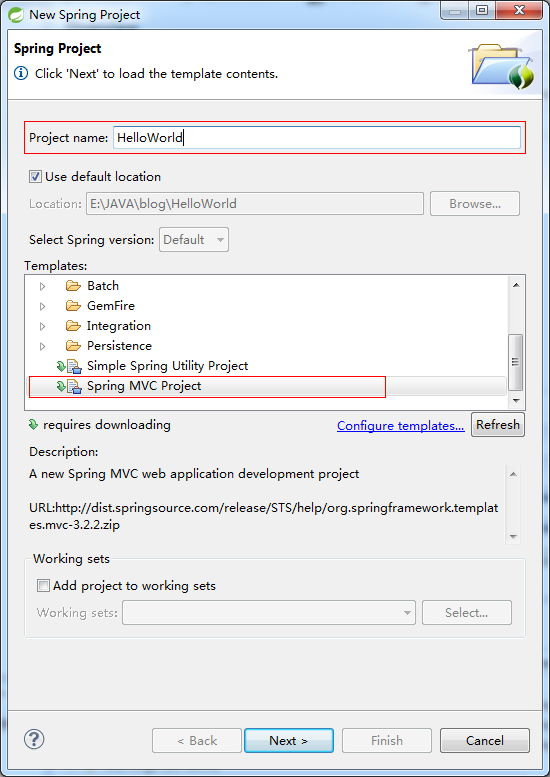 New Spring Project
Spring Project
Click 'Next' to load the template contents.
Project name: HelloWorld
Use default location
Location: E:\JAVA\blog\HelloWorld Browse...
Select Spring version: Default
Templates:
Batch
GemFire
Integration
Persistence
Simple Spring Utility Project
Spring MVC Project
requires downloading Configure templates... Refresh
Description:
A new Spring MVC web application development project
URL:http://dist.springsource.com/release/STS/help/org.springframework.templat
es.mvc-3.2.2.zip
Working sets
Add project to working sets
Working sets: Select...
? < Back Next > Finish Cancel